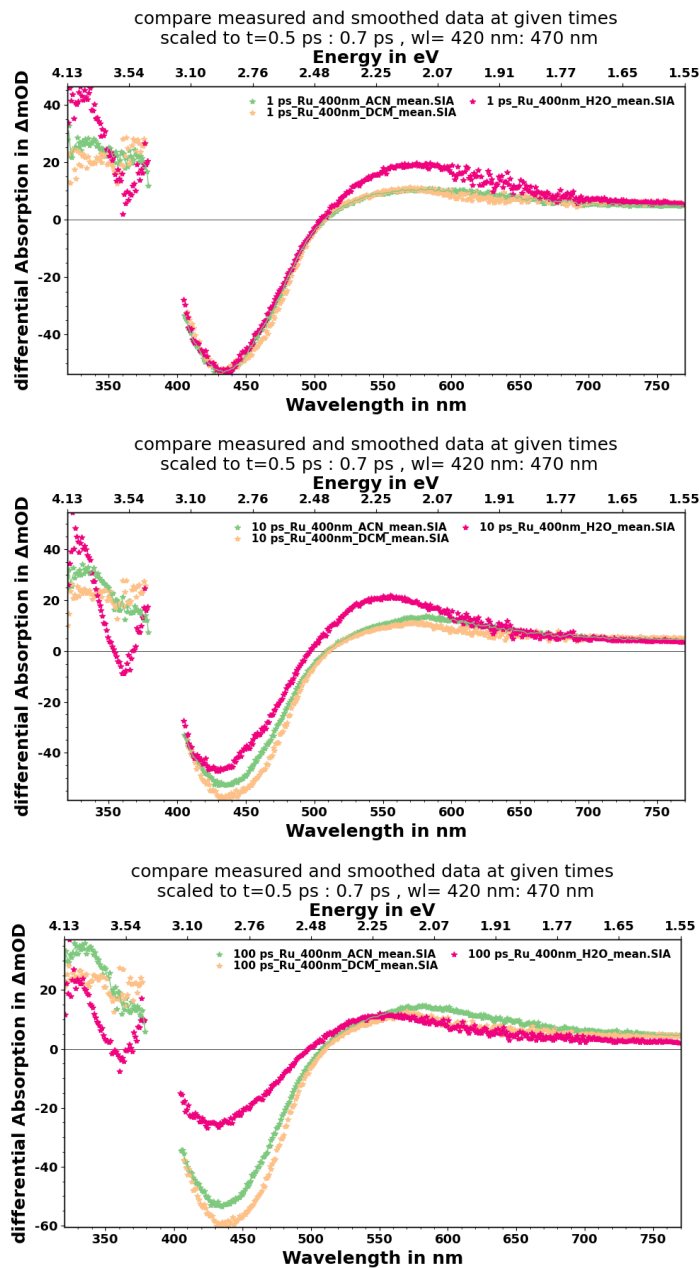 compare measured and smoothed data at given times
scaled to t=0.5 ps : 0.7 ps , wl= 420 nm: 470 nm
Energy in eV
4.13 3.54 3.10 2.76 2.48 2.25 2.07 1.91 1.77 1.65 1.55
1 ps_Ru_400nm_ACN_mean.SIA 1 ps_Ru_400nm_H2O_mean.SIA
1 ps_Ru_400nm_DCM_mean.SIA
40
20
0
-20
-40
differential Absorption in ΔmOD
350 400 450 500 550 600 650 700 750
Wavelength in nm
compare measured and smoothed data at given times
scaled to t=0.5 ps : 0.7 ps , wl= 420 nm: 470 nm
Energy in eV
4.13 3.54 3.10 2.76 2.48 2.25 2.07 1.91 1.77 1.65 1.55
10 ps_Ru_400nm_ACN_mean.SIA 10 ps_Ru_400nm_H2O_mean.SIA
10 ps_Ru_400nm_DCM_mean.SIA
40
20
0
-20
-40
differential Absorption in ΔmOD
350 400 450 500 550 600 650 700 750
Wavelength in nm
compare measured and smoothed data at given times
scaled to t=0.5 ps : 0.7 ps , wl= 420 nm: 470 nm
Energy in eV
4.13 3.54 3.10 2.76 2.48 2.25 2.07 1.91 1.77 1.65 1.55
100 ps_Ru_400nm_ACN_mean.SIA 100 ps_Ru_400nm_H2O_mean.SIA
100 ps_Ru_400nm_DCM_mean.SIA
20
0
-20
-40
-60
differential Absorption in ΔmOD
350 400 450 500 550 600 650 700 750
Wavelength in nm